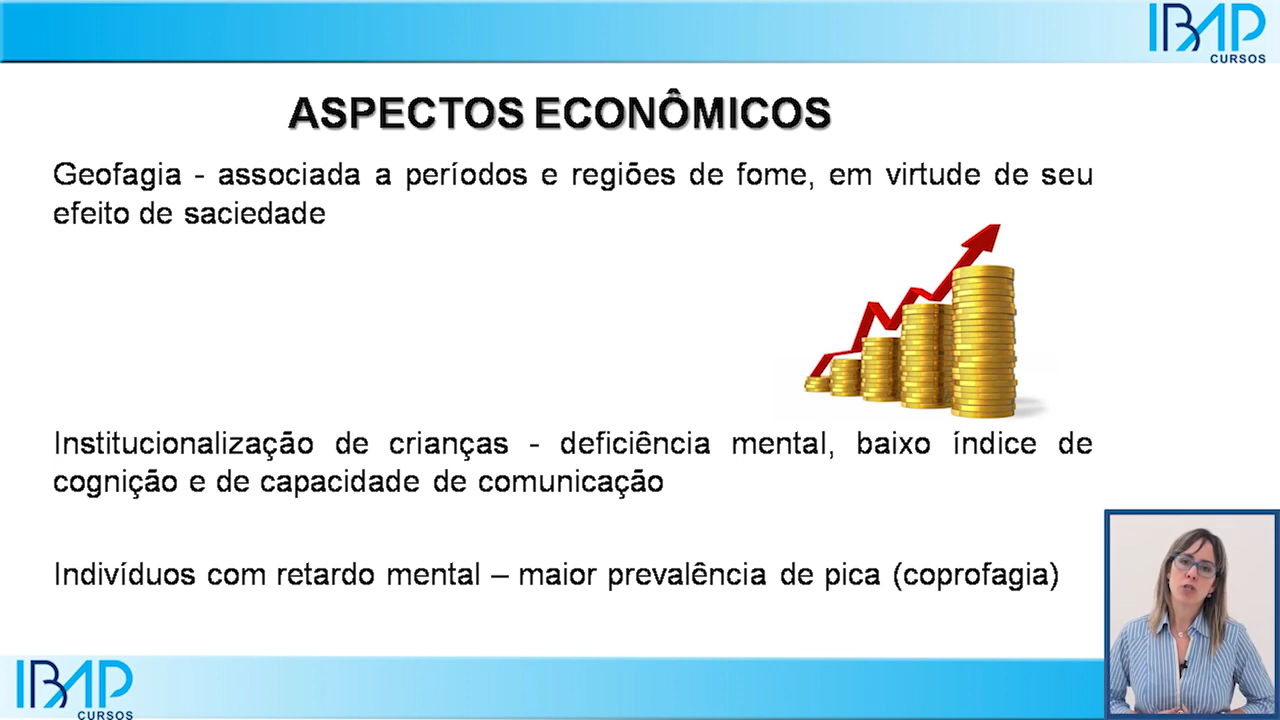 IBAP
CURSOS
ASPECTOS ECONÔMICOS
Geofagia - associada a períodos e regiões de fome, em virtude de seu
efeito de saciedade
Institucionalização de crianças - deficiência mental, baixo índice de
cognição e de capacidade de comunicação
Indivíduos com retardo mental – maior prevalência de pica (coprofagia)
IBAP
CURSOS